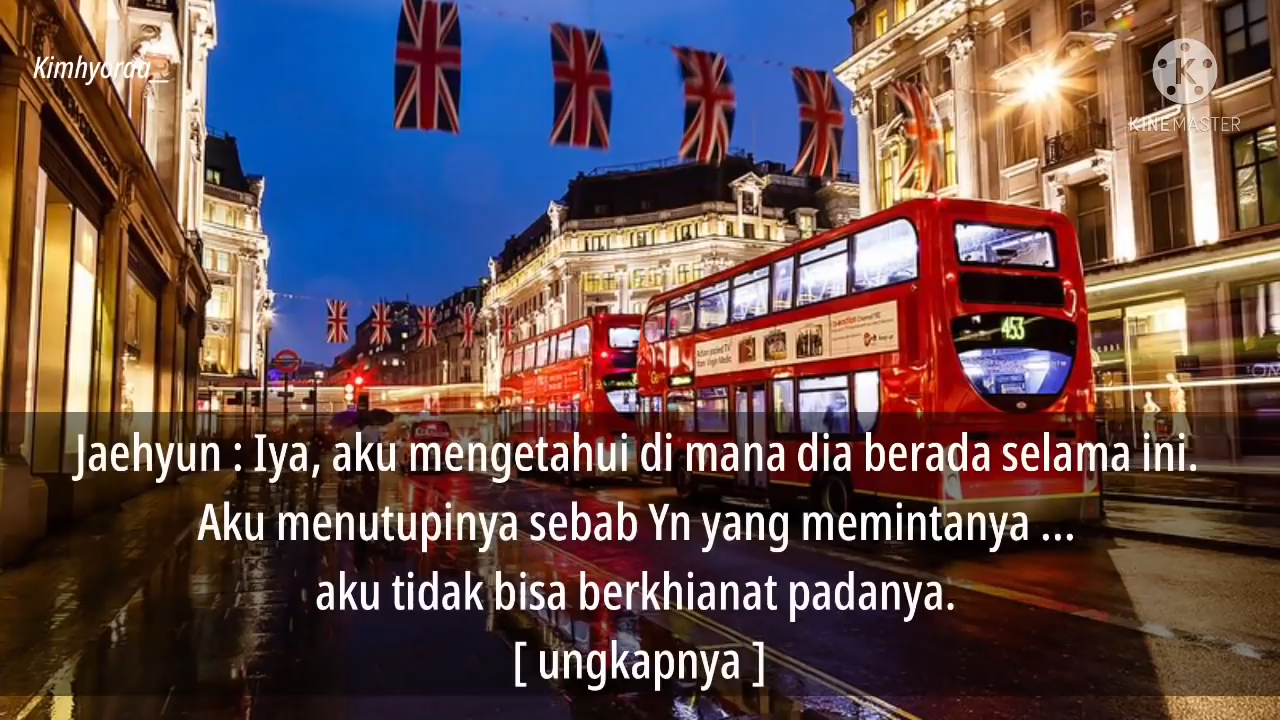 Kimhyoraa_
KINEMASTER
453
Jaehyun : Iya, aku mengetahui di mana dia berada selama ini.
Aku menutupinya sebab Yn yang memintanya ...
aku tidak bisa berkhianat padanya.
[ ungkapnya ]